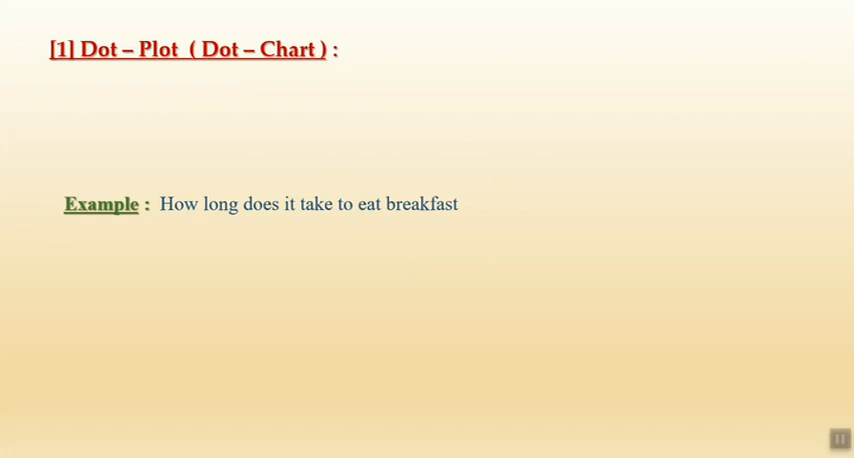 [1] Dot – Plot ( Dot – Chart ) :
Example : How long does it take to eat breakfast